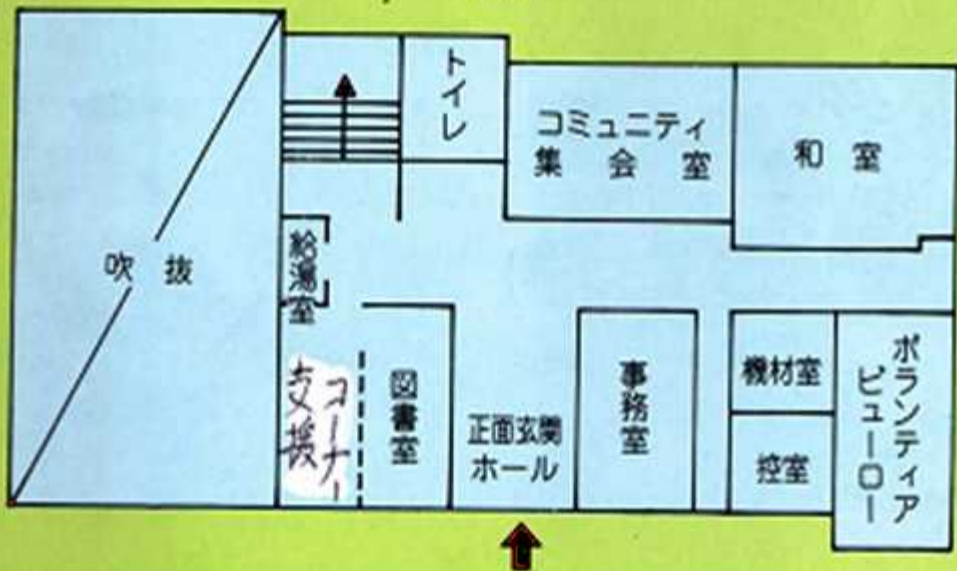 トイレ
コミュニティ
集会室
和室
吹抜
給湯室
支援
コーナー
図書室
正面玄関
ホール
事務室
機材室
控室
ボランティア
ビューロー